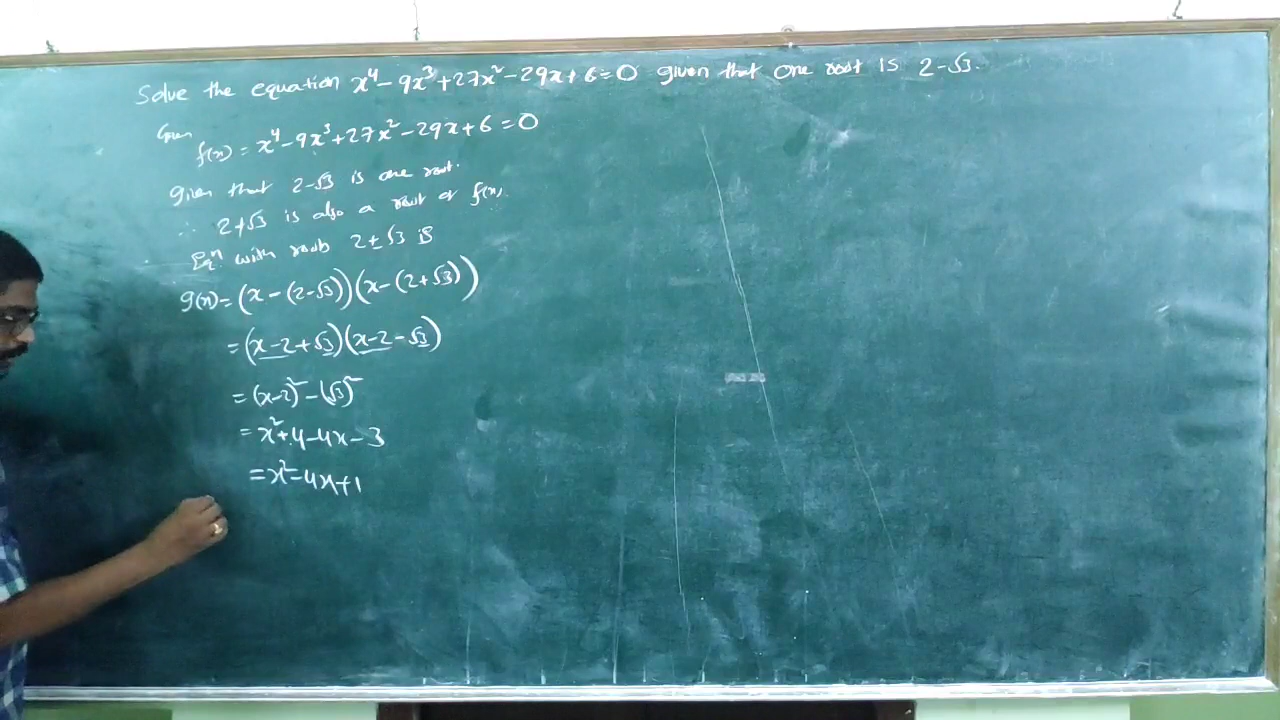 Solve the equation x⁴ - 9x³ + 27x² - 29x + 6 = 0 given that one root is 2-√3.
Given
f(x) = x⁴ - 9x³ + 27x² - 29x + 6 = 0
Given that 2-√3 is one root.
∴ 2+√3 is also a root of f(x).
Eqⁿ with roots 2±√3 is
g(x) = (x - (2-√3))(x - (2+√3))
= (x-2+√3)(x-2-√3)
= (x-2)² - (√3)²
= x² + 4 - 4x - 3
= x² - 4x + 1